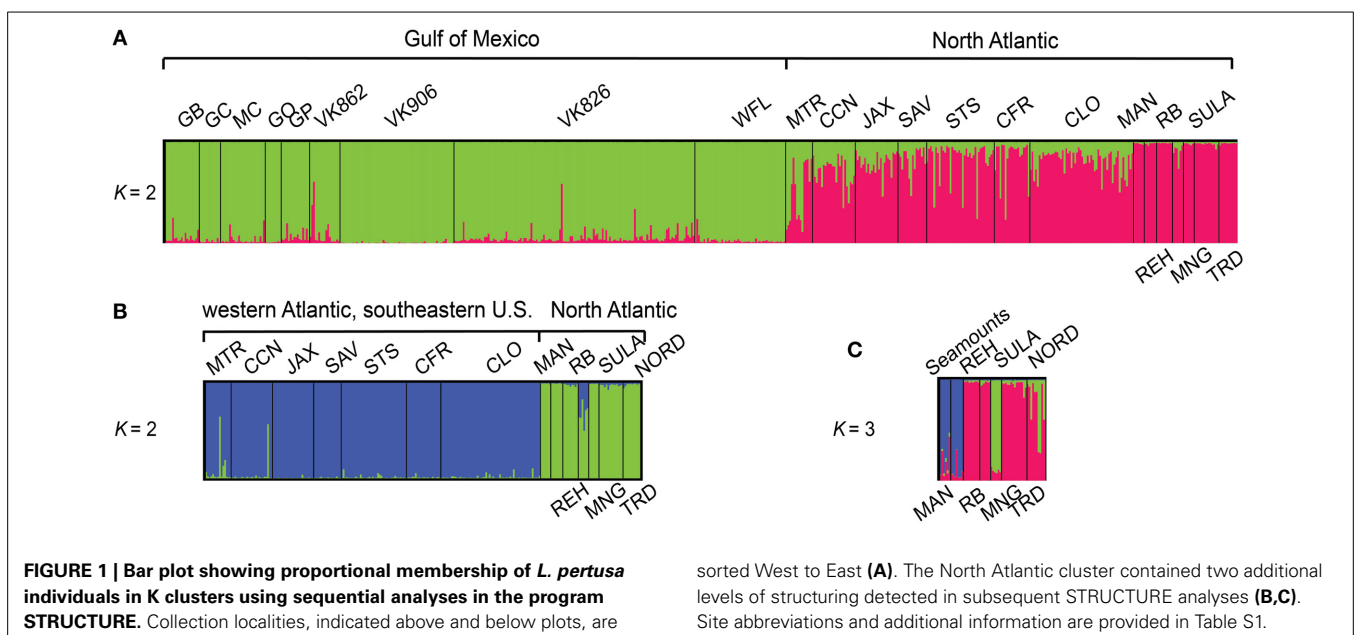 A
Gulf of Mexico
North Atlantic
GB GC MC GO GP VK862 VK906 VK826 WFL MTR CCN JAX SAV STS CFR CLO MAN RB SULA
K = 2
REH MNG TRD
B
western Atlantic, southeastern U.S. North Atlantic
MTR CCN JAX SAV STS CFR CLO MAN RB SULA NORD
K = 2
REH MNG TRD
C
Seamounts REH SULA NORD
K = 3
MAN RB MNG TRD
FIGURE 1 | Bar plot showing proportional membership of L. pertusa
individuals in K clusters using sequential analyses in the program
STRUCTURE. Collection localities, indicated above and below plots, are
sorted West to East (A). The North Atlantic cluster contained two additional
levels of structuring detected in subsequent STRUCTURE analyses (B,C).
Site abbreviations and additional information are provided in Table S1.